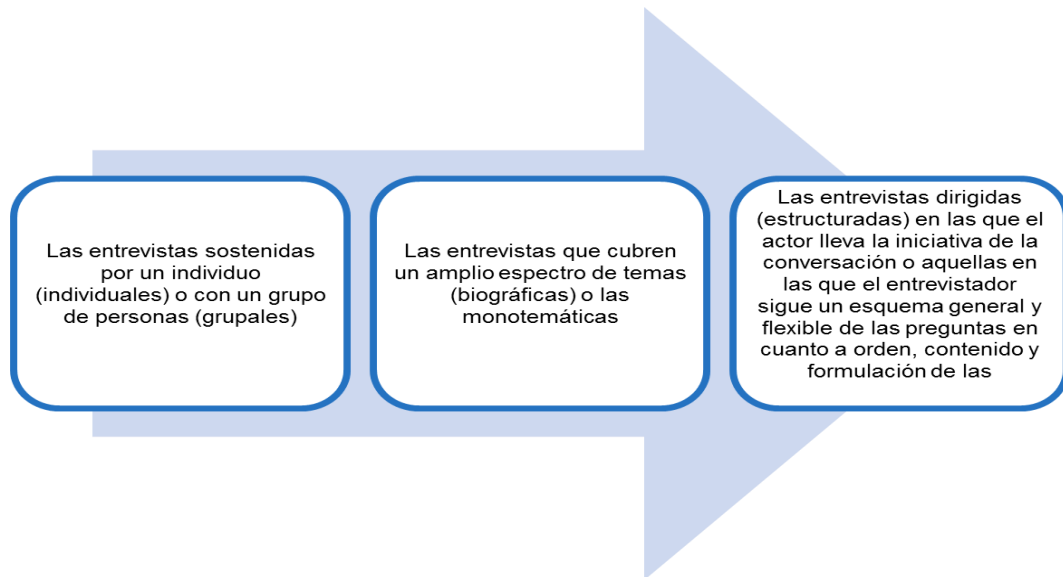 Las entrevistas sostenidas
por un individuo
(individuales) o con un grupo
de personas (grupales)
Las entrevistas que cubren
un amplio espectro de temas
(biográficas) o las
monotemáticas
Las entrevistas dirigidas
(estructuradas) en las que el
actor lleva la iniciativa de la
conversación o aquellas en
las que el entrevistador
sigue un esquema general y
flexible de las preguntas en
cuanto a orden, contenido y
formulación de las